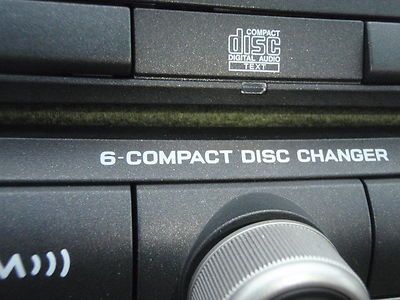 COMPACT
disc
DIGITAL AUDIO
TEXT
6-COMPACT DISC CHANGER